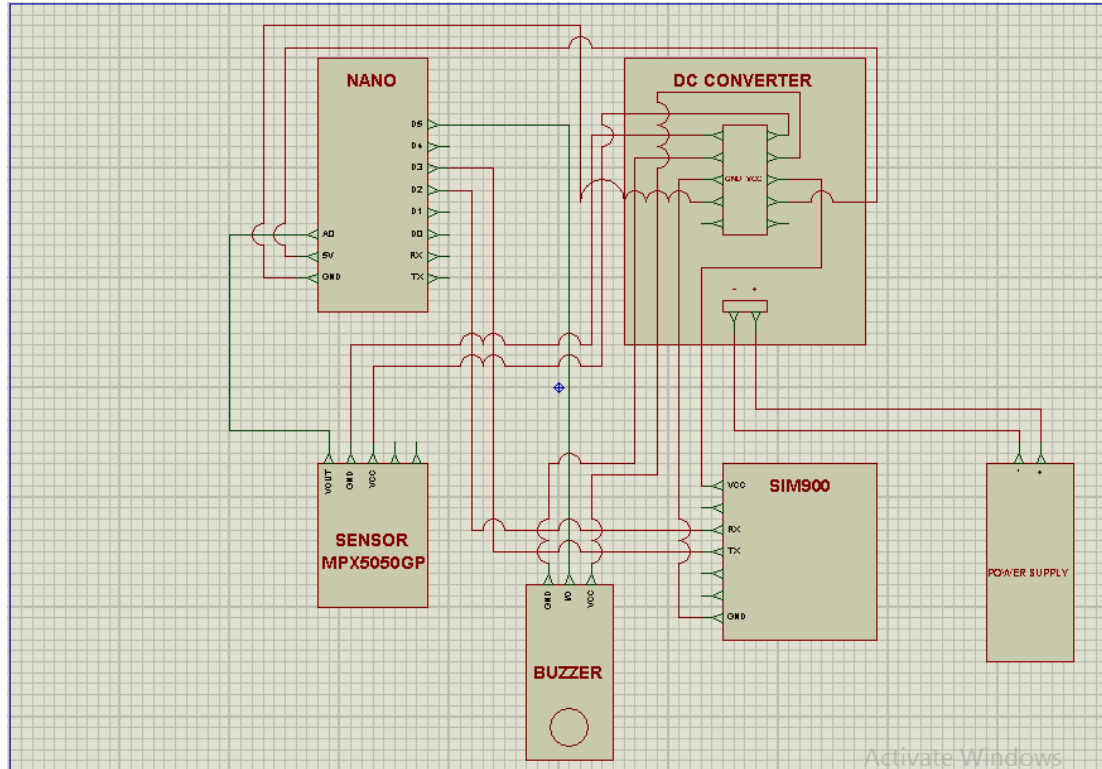 NANO
D5
D4
D3
D2
D1
D0
RX
TX
A0
5V
GND
DC CONVERTER
GND VCC
- +
VOUT
GND
VCC
SENSOR
MPX5050GP
SIM900
VCC
RX
TX
GND
- +
POWER SUPPLY
GND
I/O
VCC
BUZZER
Activate Windows